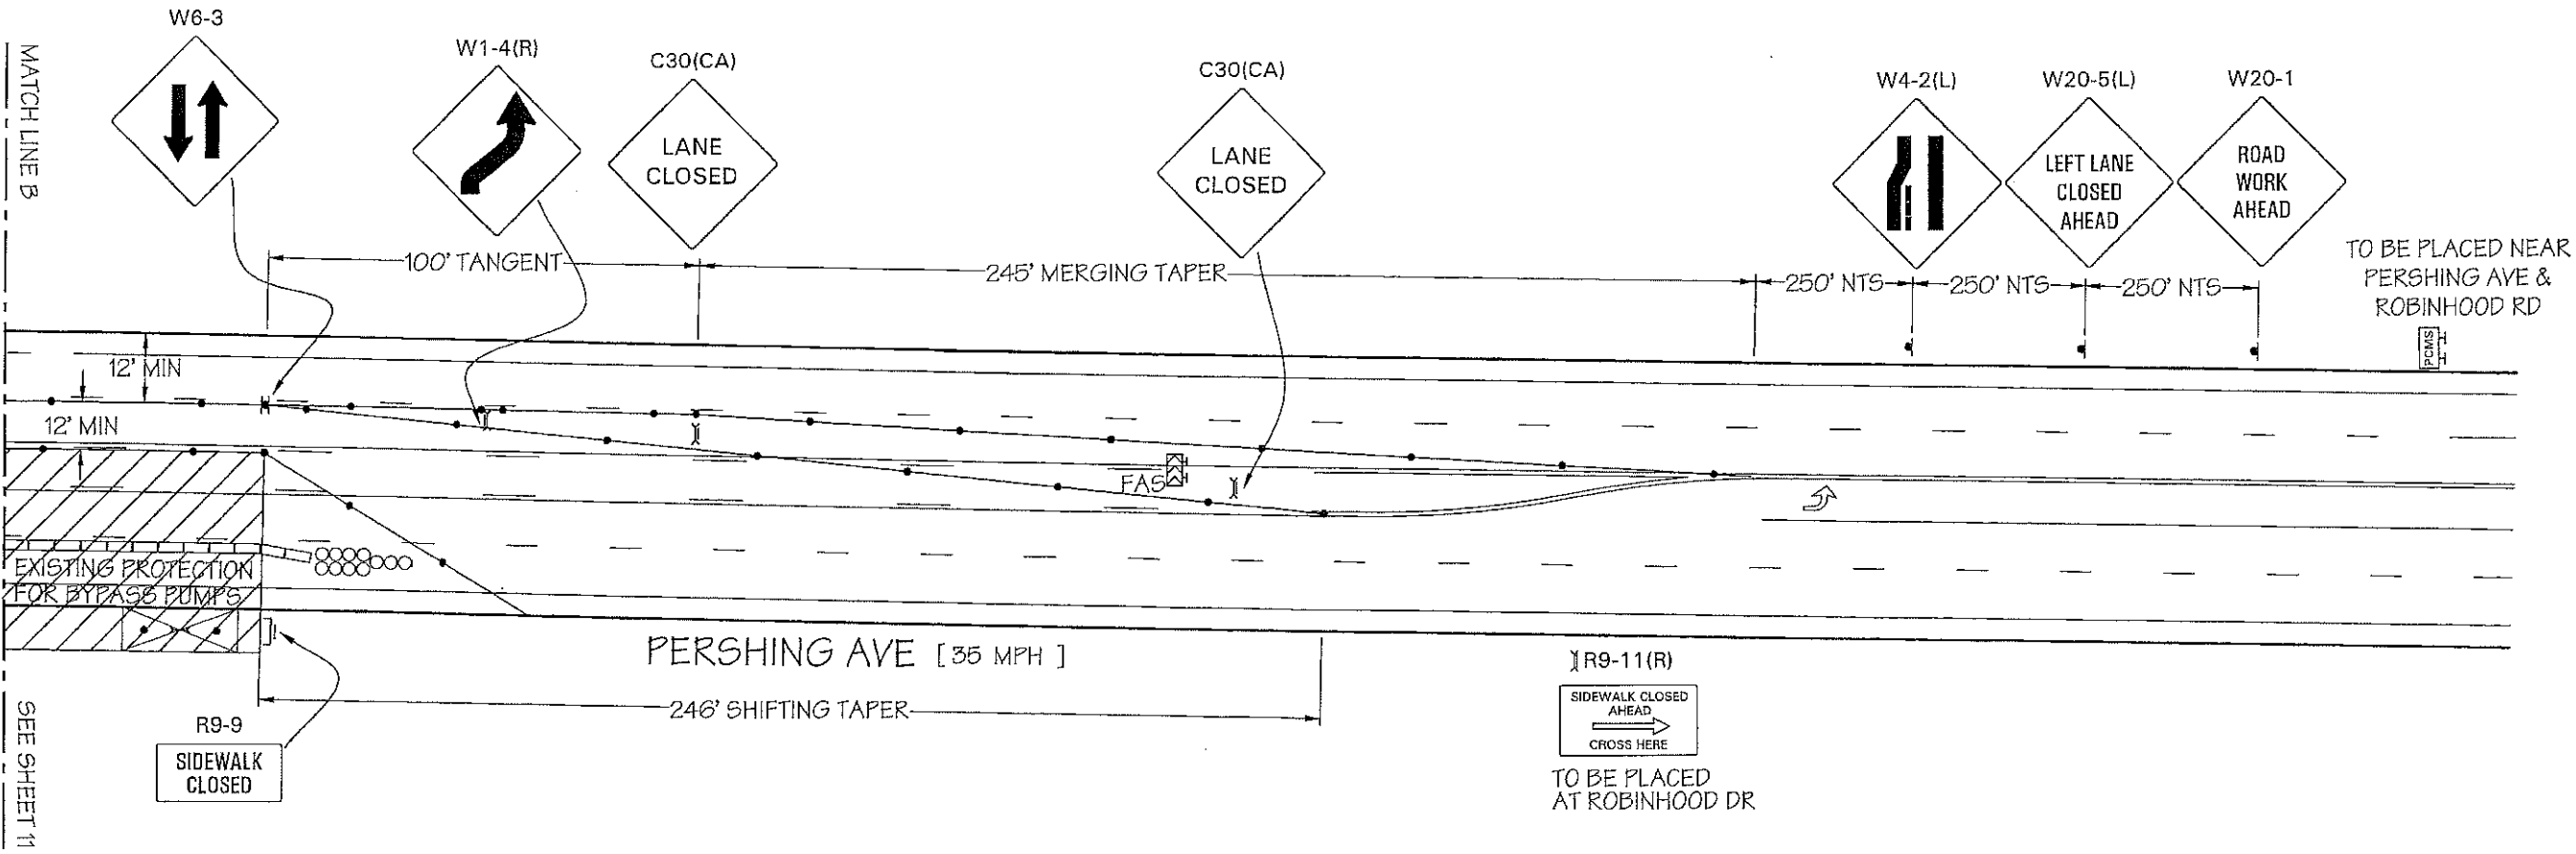 W6-3
W1-4(R)
C30(CA)
LANE
CLOSED
C30(CA)
LANE
CLOSED
W4-2(L)
W20-5(L)
LEFT LANE
CLOSED
AHEAD
W20-1
ROAD
WORK
AHEAD
MATCH LINE B
100' TANGENT
245' MERGING TAPER
250' NTS
250' NTS
250' NTS
TO BE PLACED NEAR
PERSHING AVE &
ROBINHOOD RD
PCMS
12' MIN
12' MIN
FAS
EXISTING PROTECTION
FOR BYPASS PUMPS
PERSHING AVE [35 MPH ]
246' SHIFTING TAPER
R9-9
SIDEWALK
CLOSED
R9-11(R)
SIDEWALK CLOSED
AHEAD
CROSS HERE
TO BE PLACED
AT ROBINHOOD DR
SEE SHEET 11